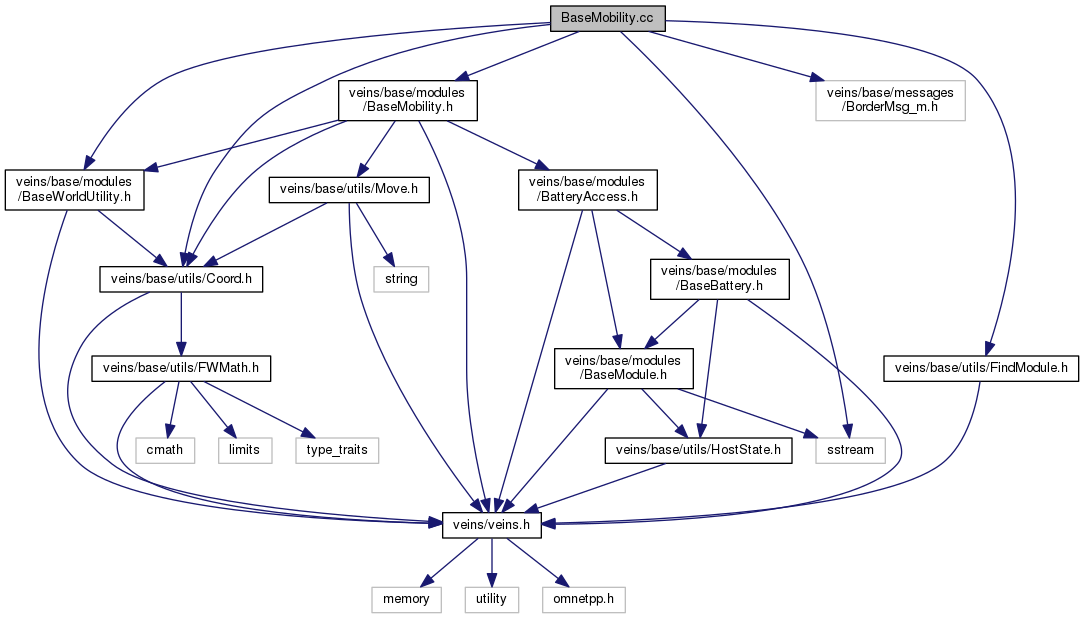 BaseMobility.cc
veins/base/modules
/BaseMobility.h
veins/base/messages
/BorderMsg_m.h
veins/base/modules
/BaseWorldUtility.h
veins/base/utils/Move.h
veins/base/modules
/BatteryAccess.h
veins/base/utils/Coord.h
string
veins/base/modules
/BaseBattery.h
veins/base/utils/FWMath.h
veins/base/modules
/BaseModule.h
veins/base/utils/FindModule.h
cmath
limits
type_traits
veins/base/utils/HostState.h
sstream
veins/veins.h
memory
utility
omnetpp.h